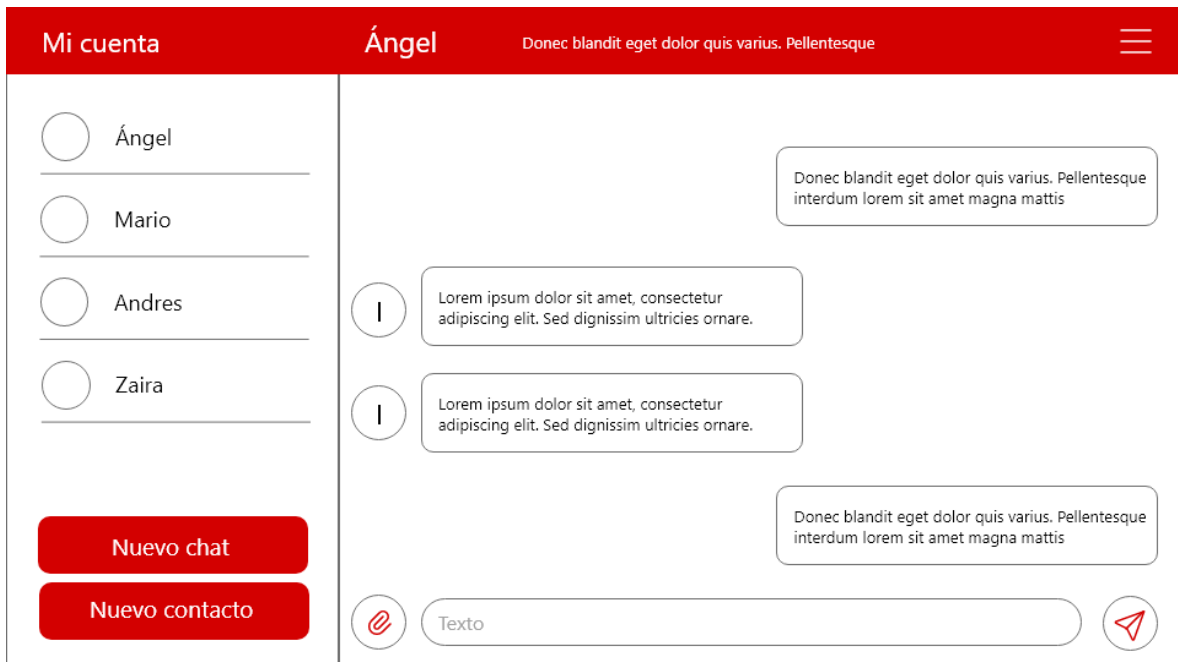 Mi cuenta
Ángel
Donec blandit eget dolor quis varius. Pellentesque
Ángel
Mario
Andres
Zaira
Nuevo chat
Nuevo contacto
Donec blandit eget dolor quis varius. Pellentesque
interdum lorem sit amet magna mattis
I
Lorem ipsum dolor sit amet, consectetur
adipiscing elit. Sed dignissim ultricies ornare.
I
Lorem ipsum dolor sit amet, consectetur
adipiscing elit. Sed dignissim ultricies ornare.
Donec blandit eget dolor quis varius. Pellentesque
interdum lorem sit amet magna mattis
Texto